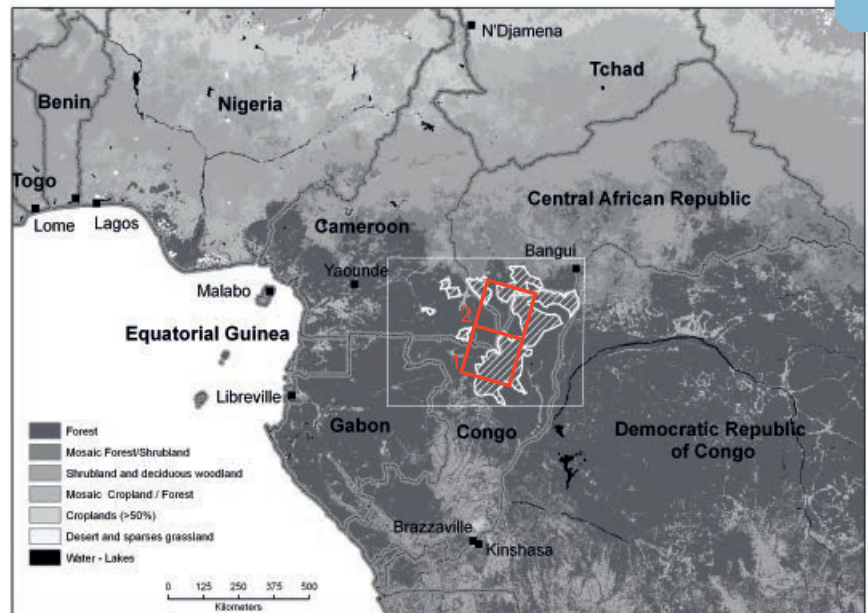 N'Djamena
Tchad
Benin
Nigeria
Togo
Central African Republic
Lome
Lagos
Cameroon
Bangui
Yaounde
Malabo
2
Equatorial Guinea
1
Libreville
Gabon
Congo
Democratic Republic
of Congo
Brazzaville
Kinshasa
Forest
Mosaic Forest/Shrubland
Shrubland and deciduous woodland
Mosaic Cropland / Forest
Croplands (>50%)
Desert and sparses grassland
Water - Lakes
0 125 250 375 500
Kilometers